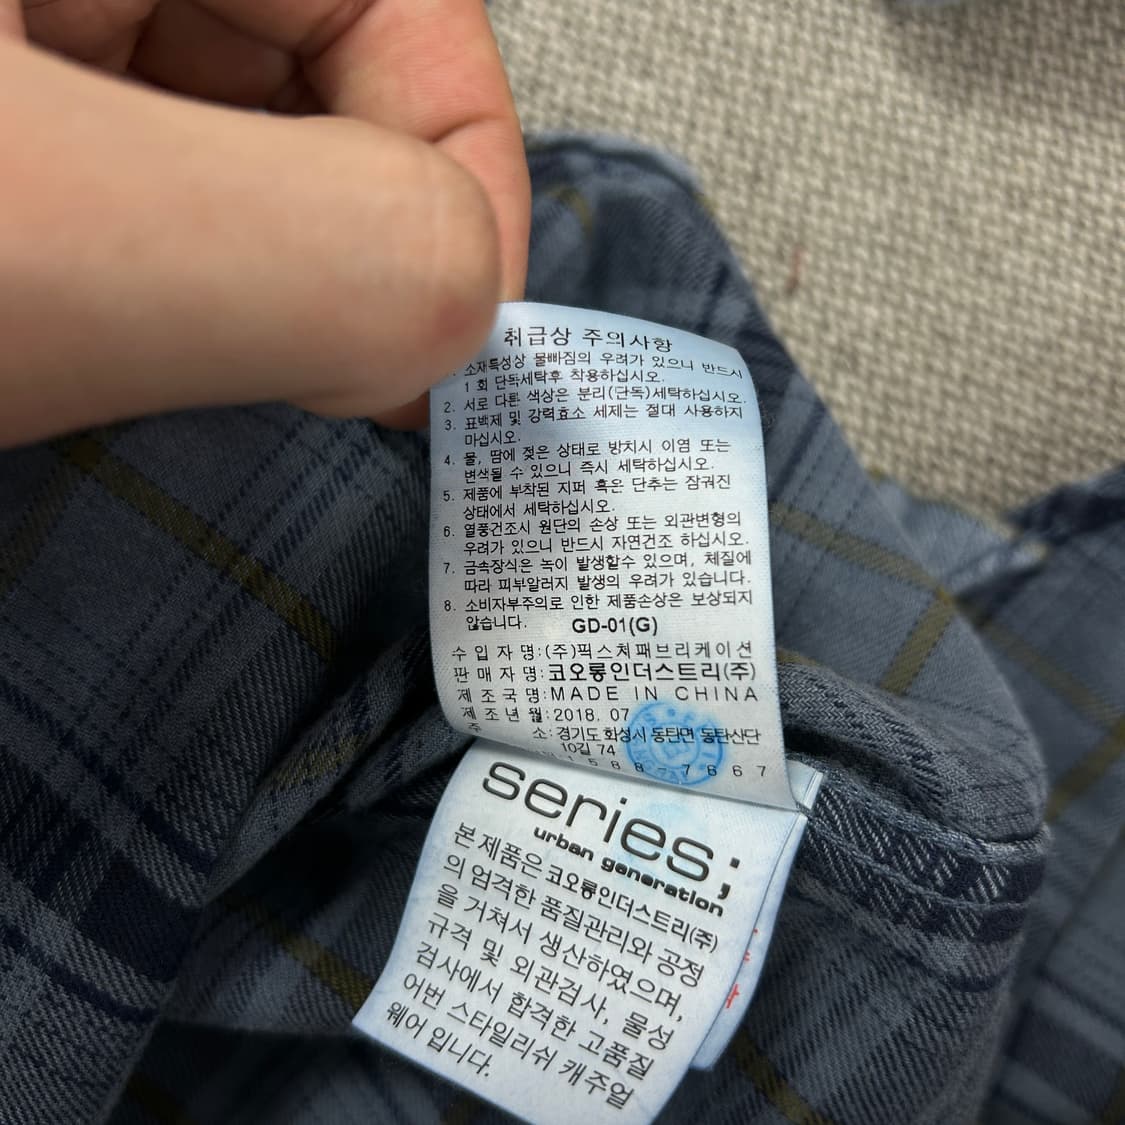 취급상 주의사항
소재특성상 물빠짐의 우려가 있으니 반드시
1 회 단독세탁후 착용하십시오.
2. 서로 다른 색상은 분리(단독)세탁하십시오.
3. 표백제 및 강력효소 세제는 절대 사용하지
마십시오.
4. 물, 땀에 젖은 상태로 방치시 이염 또는
변색될 수 있으니 즉시 세탁하십시오.
5. 제품에 부착된 지퍼 혹은 단추는 잠궈진
상태에서 세탁하십시오.
6. 열풍건조시 원단의 손상 또는 외관변형의
우려가 있으니 반드시 자연건조 하십시오.
7. 금속장식은 녹이 발생할수 있으며, 체질에
따라 피부알러지 발생의 우려가 있습니다.
8. 소비자부주의로 인한 제품손상은 보상되지
않습니다. GD-01(G)
수 입 자 명:(주)픽스처패브리케이션
판 매 자 명:코오롱인더스트리(주)
제 조 국 명:MADE IN CHINA
제 조 년 월:2018. 07
주 소:경기도 화성시 동탄면 동탄산단
10길 74
1 5 8 8 - 7 6 6 7
series;
urban generation
본 제품은 코오롱인더스트리(주)
의 엄격한 품질관리와 공정
을 거쳐서 생산하였으며,
규격 및 외관검사, 물성
검사에서 합격한 고품질
어번 스타일리쉬 캐주얼
웨어 입니다.